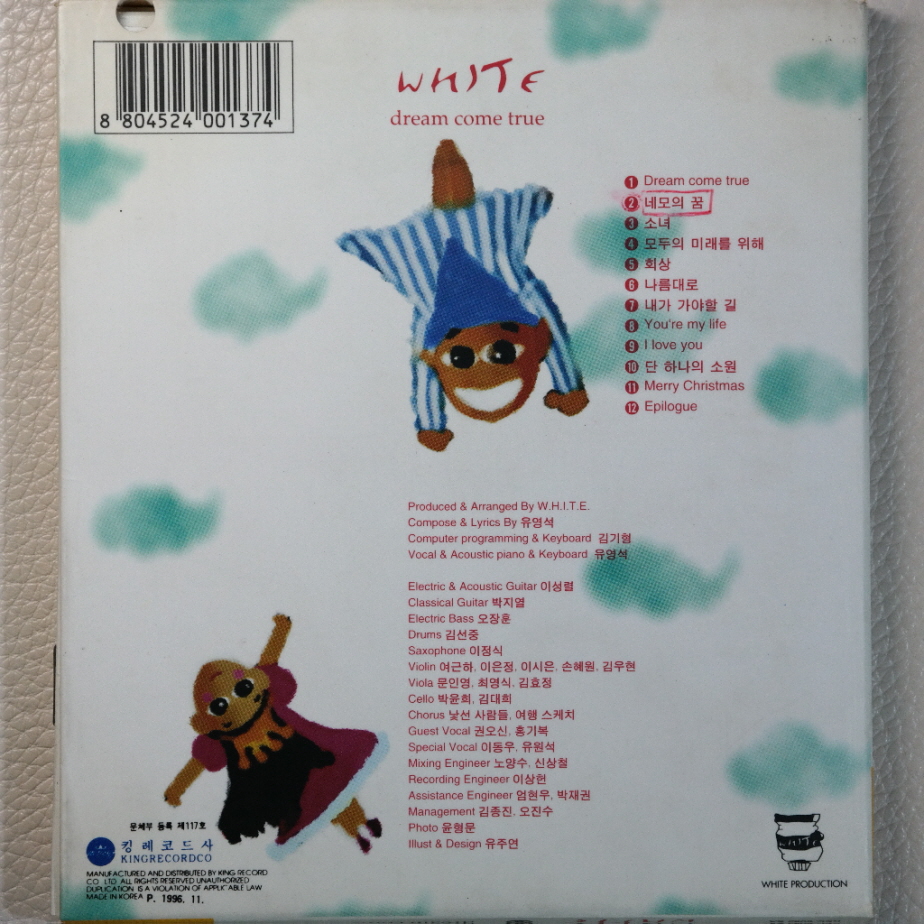 8 804524 001374
WHITE
dream come true
1 Dream come true
2 네모의 꿈
3 소녀
4 모두의 미래를 위해
5 회상
6 나름대로
7 내가 가야할 길
8 You're my life
9 I love you
10 단 하나의 소원
11 Merry Christmas
12 Epilogue
Produced & Arranged By W.H.I.T.E.
Compose & Lyrics By 유영석
Computer programming & Keyboard 김기형
Vocal & Acoustic piano & Keyboard 유영석
Electric & Acoustic Guitar 이성렬
Classical Guitar 박지열
Electric Bass 오장훈
Drums 김선중
Saxophone 이정식
Violin 여근하, 이은정, 이시은, 손혜원, 김우현
Viola 문인영, 최영식, 김효정
Cello 박윤희, 김대희
Chorus 낯선 사람들, 여행 스케치
Guest Vocal 권오신, 홍기복
Special Vocal 이동우, 유원석
Mixing Engineer 노양수, 신상철
Recording Engineer 이상헌
Assistance Engineer 엄현우, 박재권
Management 김종진, 오진수
Photo 윤형문
Illust & Design 유주연
문체부 등록 제117호
킹레코드사
KINGRECORDCO
MANUFACTURED AND DISTRIBUTED BY KING RECORD
CO. LTD. ALL RIGHTS RESERVED UNAUTHORIZED
DUPLICATION IS A VIOLATION OF APPLICABLE LAW
MADE IN KOREA P. 1996. 11.
WHITE
WHITE PRODUCTION